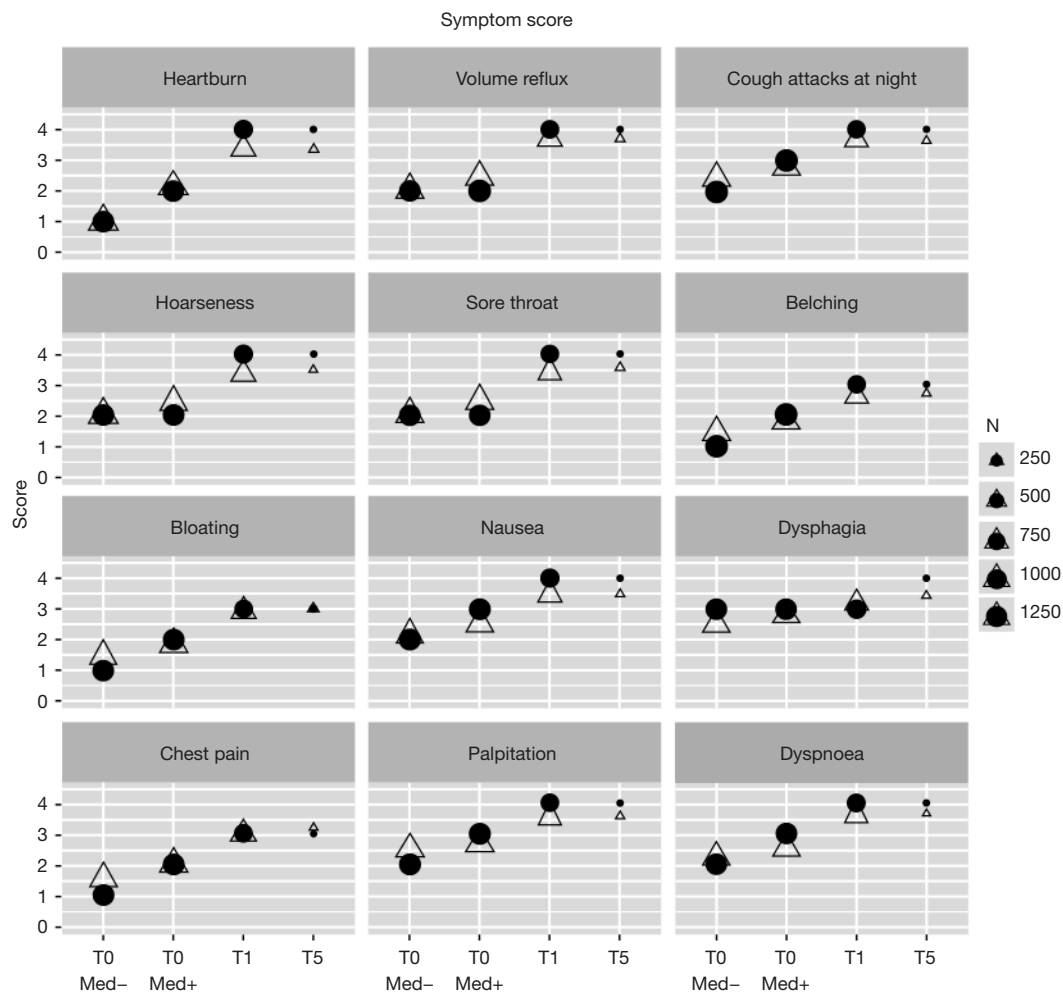 Symptom score
Heartburn
Volume reflux
Cough attacks at night
4
3
2
1
0
Hoarseness
Sore throat
Belching
4
3
2
1
0
Score
Bloating
Nausea
Dysphagia
4
3
2
1
0
Chest pain
Palpitation
Dyspnoea
4
3
2
1
0
T0 Med–
T0 Med+
T1
T5
T0 Med–
T0 Med+
T1
T5
T0 Med–
T0 Med+
T1
T5
N
250
500
750
1000
1250